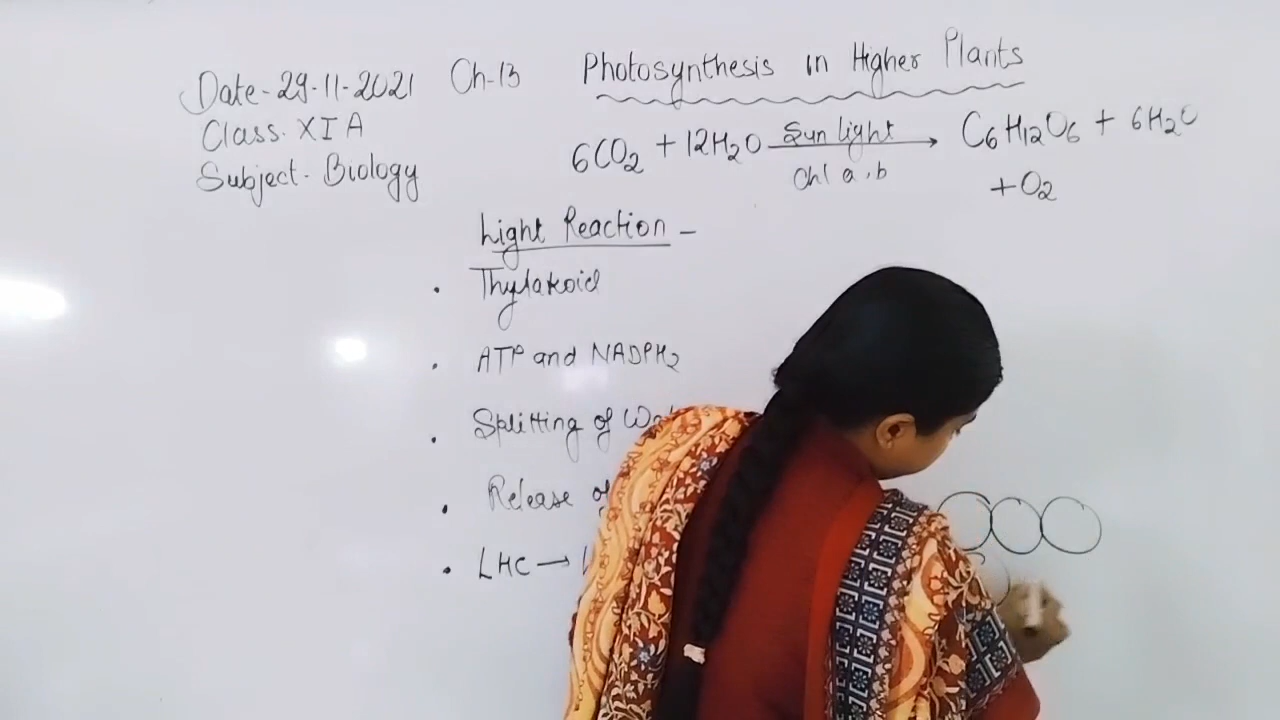 Date-29-11-2021 Ch-13 Photosynthesis in Higher Plants
Class. XI A
Subject. Biology
6CO2 + 12H2O Sun light Chl a, b → C6H12O6 + 6H2O
+O2
Light Reaction –
• Thylakoid
• ATP and NADPH2
• Splitting of
• Release of
• LHC →